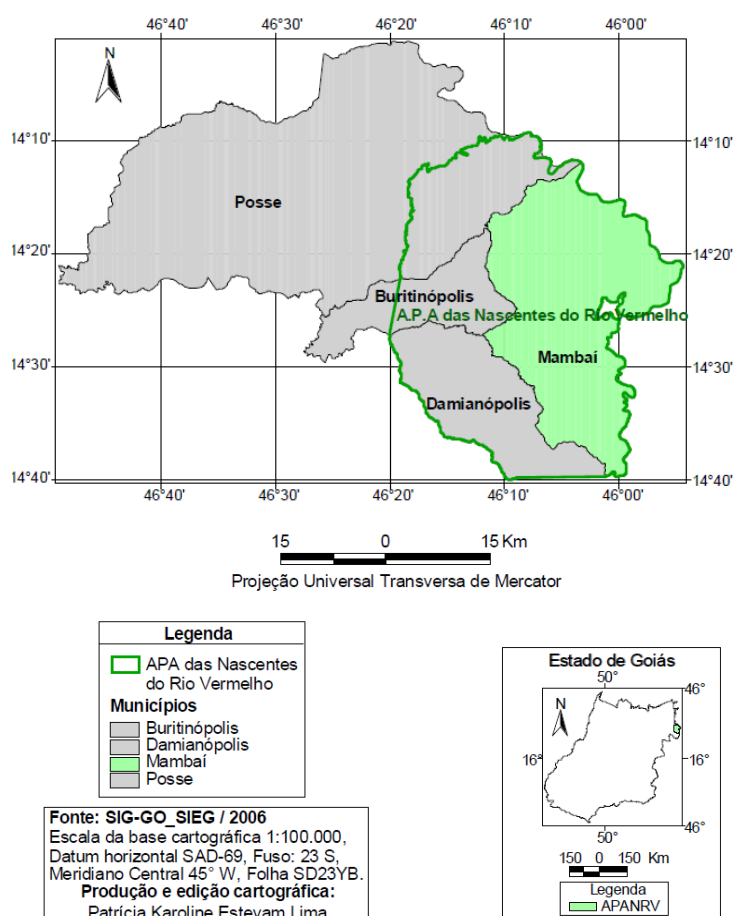 46°40' 46°30' 46°20' 46°10' 46°00'
N
14°10' 14°10'
Posse
14°20' 14°20'
Buritinópolis
A.P.A das Nascentes do Rio Vermelho
Mambaí
14°30' 14°30'
Damianópolis
14°40' 14°40'
46°40' 46°30' 46°20' 46°10' 46°00'
15 0 15 Km
Projeção Universal Transversa de Mercator
Legenda
APA das Nascentes
do Rio Vermelho
Municípios
Buritinópolis
Damianópolis
Mambaí
Posse
Fonte: SIG-GO_SIEG / 2006
Escala da base cartográfica 1:100.000,
Datum horizontal SAD-69, Fuso: 23 S,
Meridiano Central 45° W, Folha SD23YB.
Produção e edição cartográfica:
Patrícia Karoline Estevam Lima
Estado de Goiás
50° 46°
N
16° 16°
50° 46°
150 0 150 Km
Legenda
APANRV